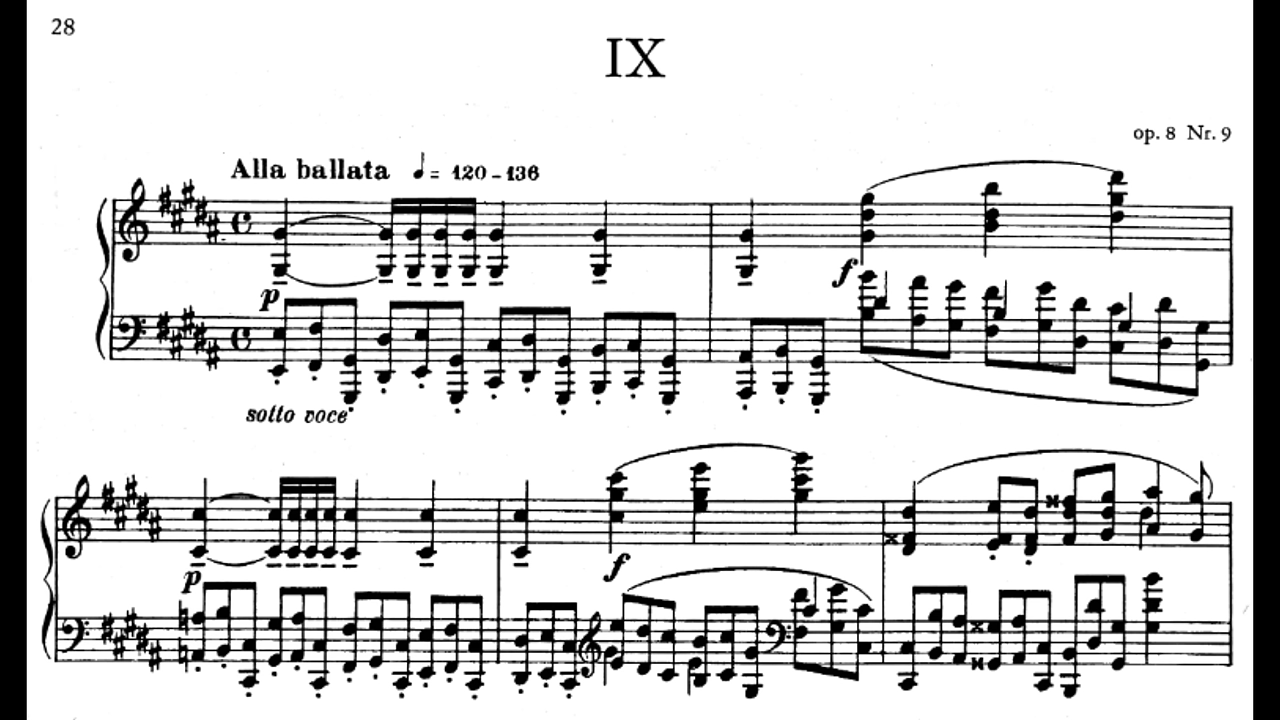 28
IX
op. 8 Nr. 9
Alla ballata ♩= 120 - 136
p
f
sotto voce
p
f